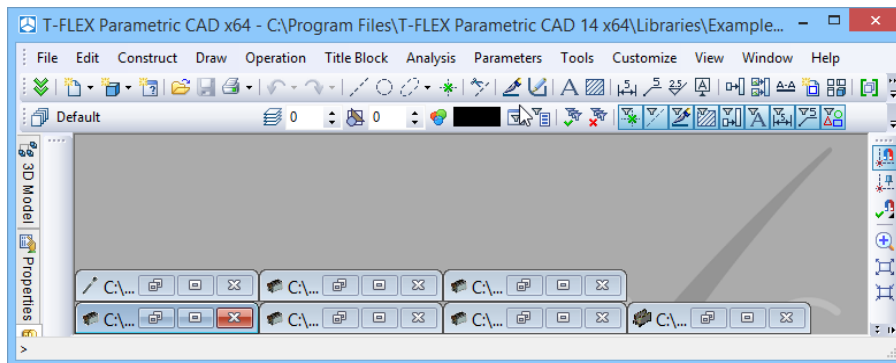 T-FLEX Parametric CAD x64 - C:\Program Files\T-FLEX Parametric CAD 14 x64\Libraries\Example...
File Edit Construct Draw Operation Title Block Analysis Parameters Tools Customize View Window Help
Default 0 0
3D Model
Properties
C:\... C:\... C:\...
C:\... C:\... C:\... C:\...
>